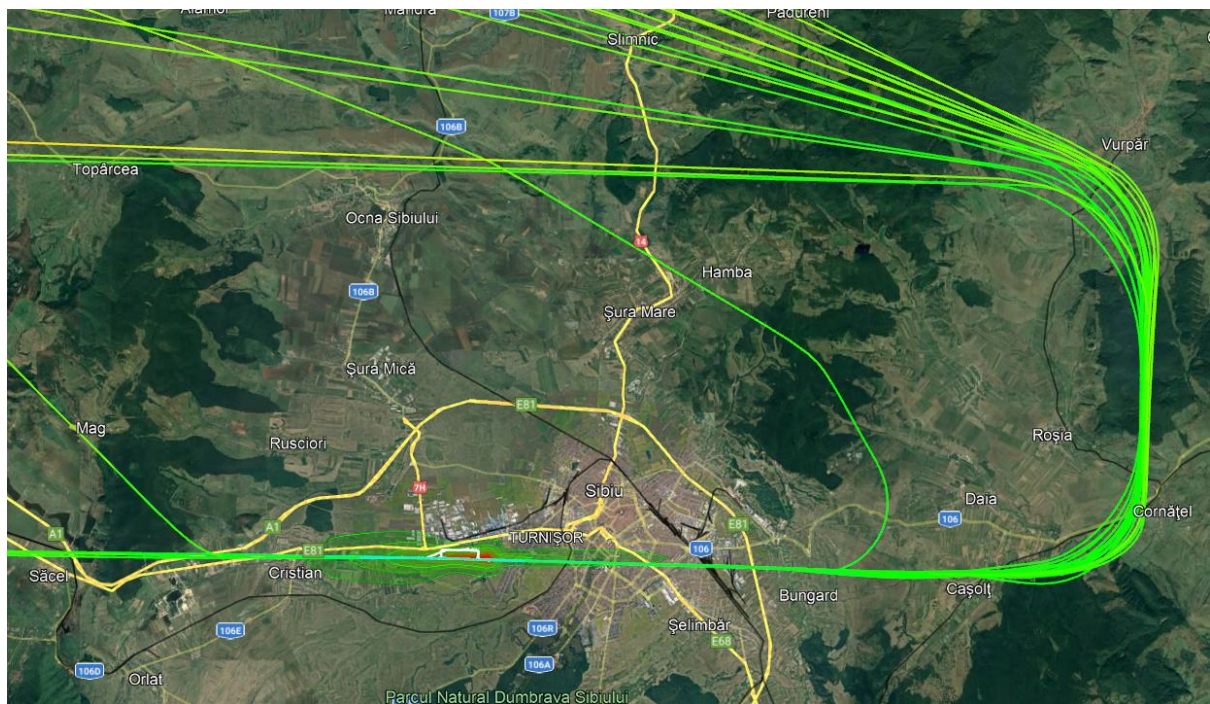 107B
Slimnic
106B
Vurpăr
Topârcea
Ocna Sibiului
14
Hamba
106B
Şura Mare
Şura Mică
E81
Mag
Rusciori
Roşia
7H
Sibiu
Daia
A1
A1
E81
TURNIŞOR
106
E81
106
Cornăţel
E81
Săcel
Cristian
Bungard
Caşolţ
106E
106R
Şelimbăr
E68
106D
Orlat
106A
Parcul Natural Dumbrava Sibiului